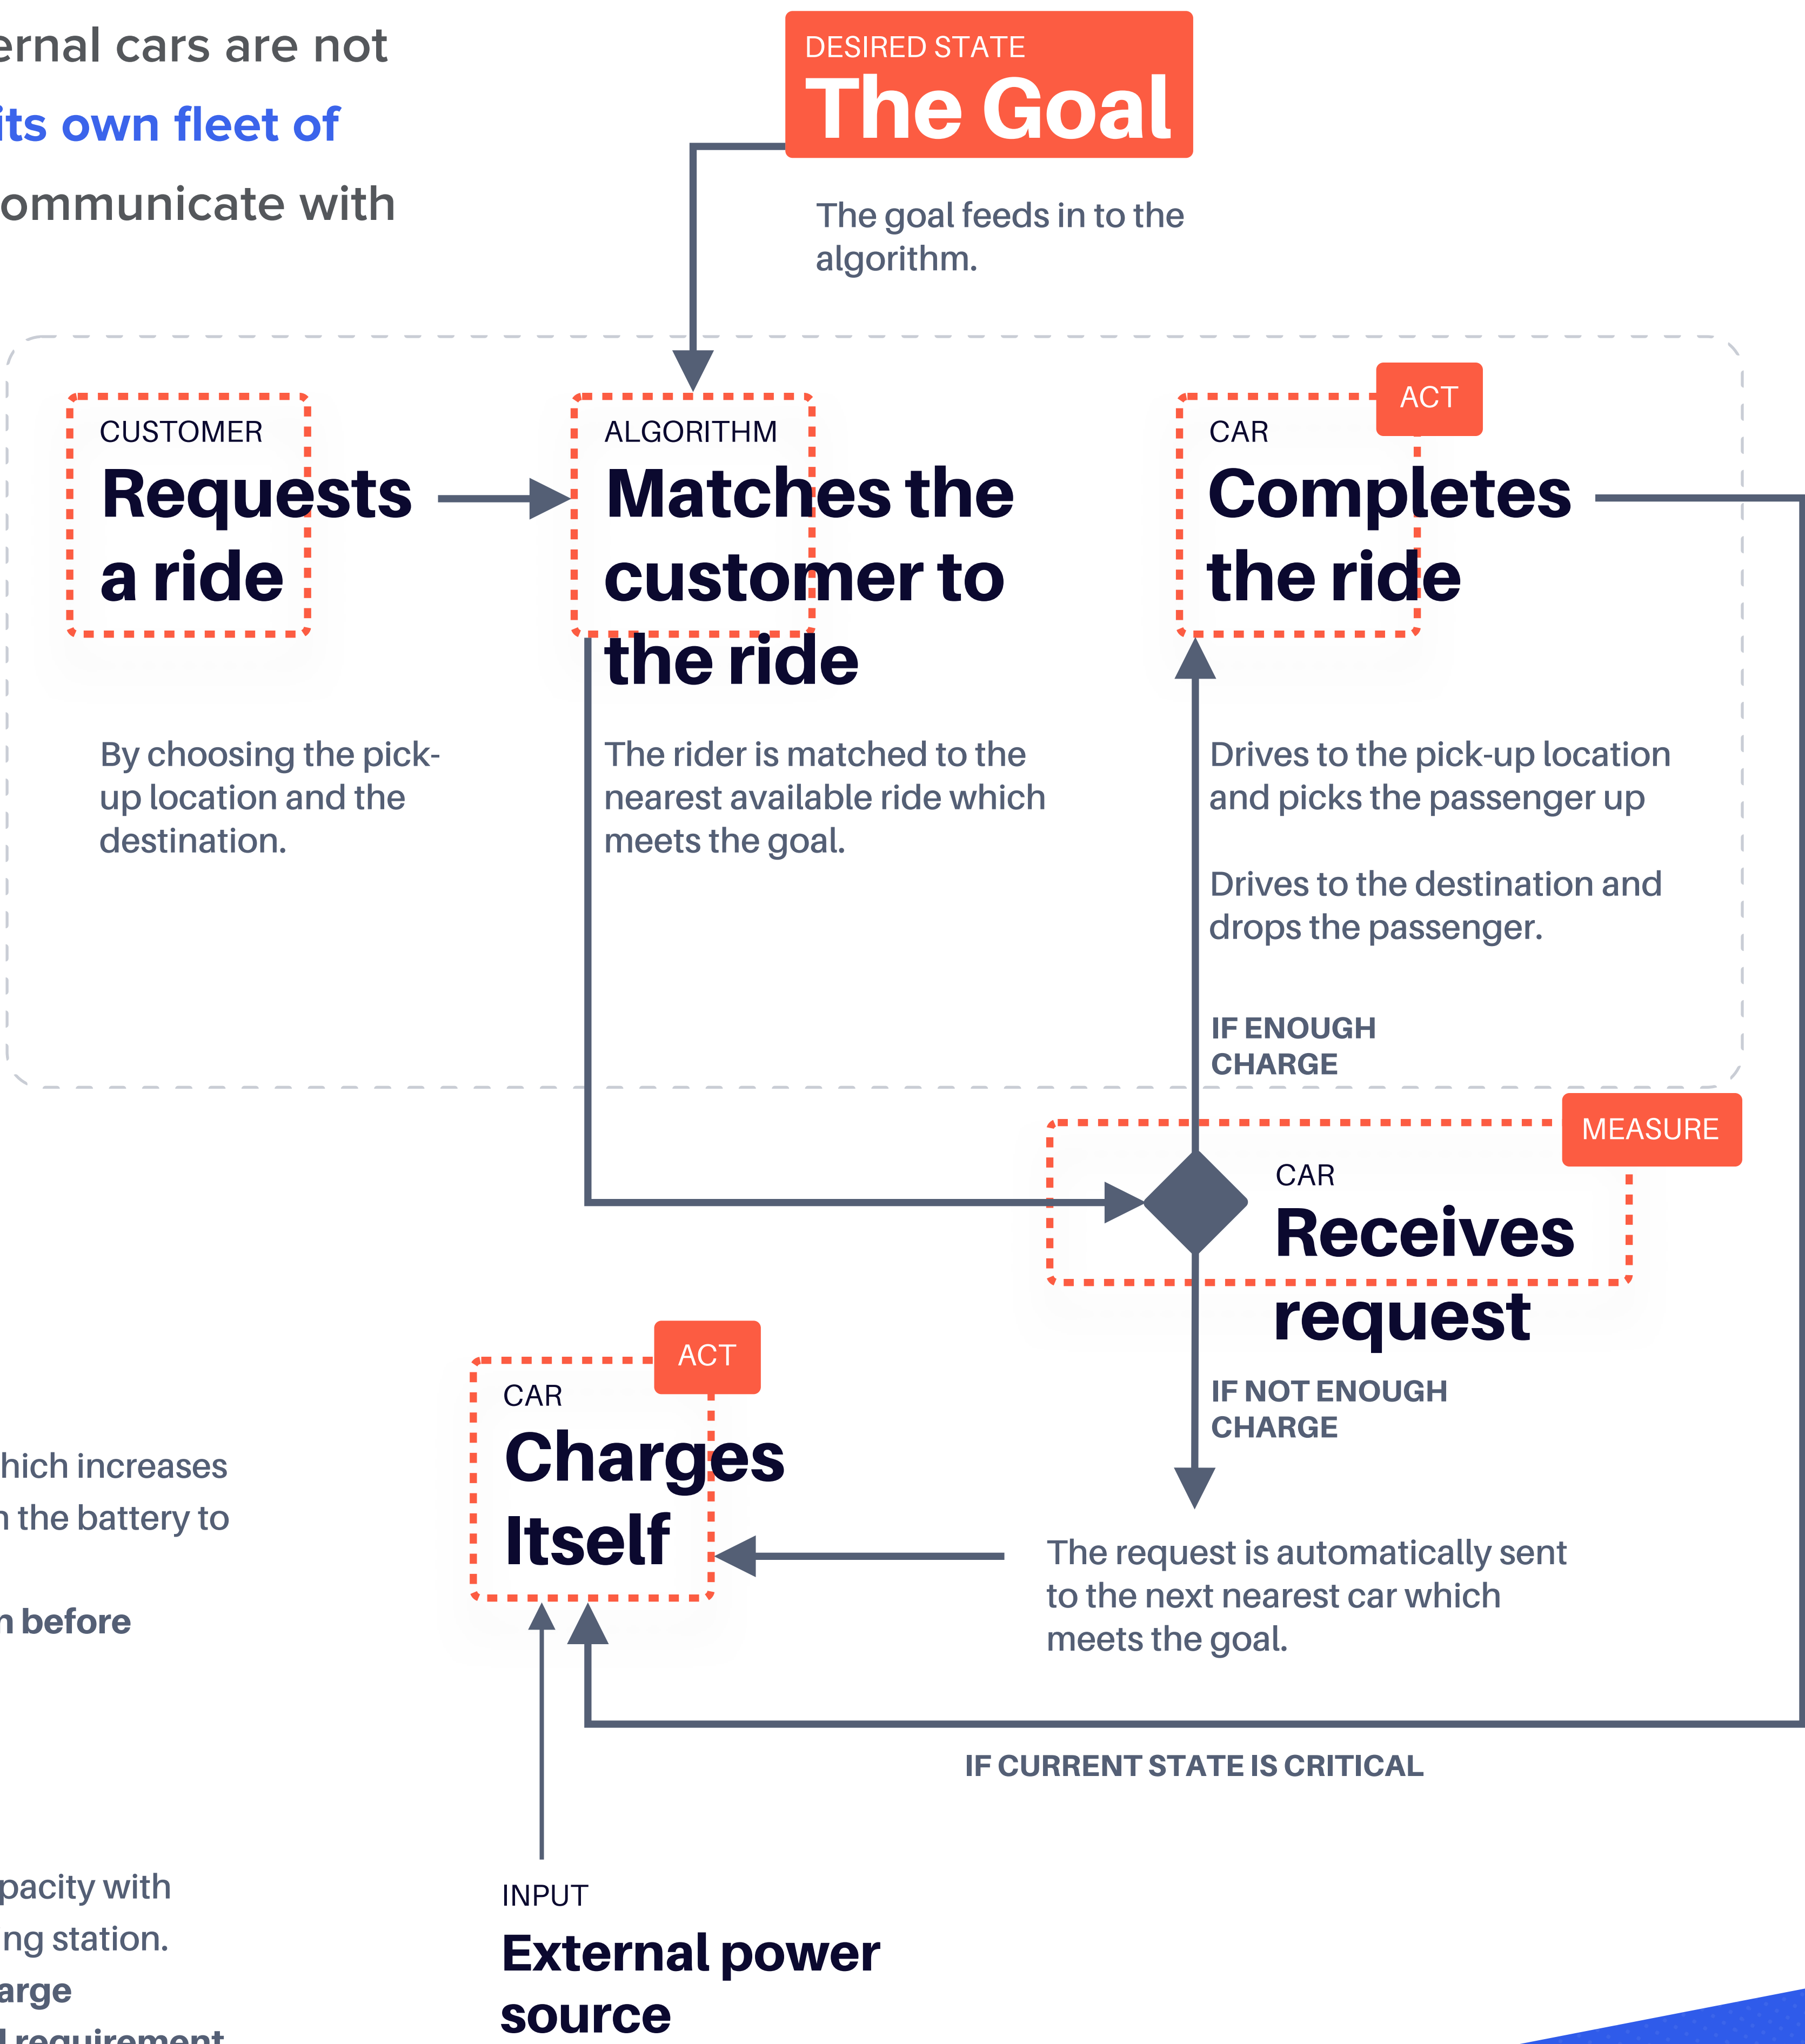 ernal cars are not
its own fleet of
ommunicate with
DESIRED STATE
The Goal
The goal feeds in to the
algorithm.
CUSTOMER
Requests
a ride
By choosing the pick-
up location and the
destination.
ALGORITHM
Matches the
customer to
the ride
The rider is matched to the
nearest available ride which
meets the goal.
ACT
CAR
Completes
the ride
Drives to the pick-up location
and picks the passenger up
Drives to the destination and
drops the passenger.
IF ENOUGH
CHARGE
MEASURE
CAR
Receives
request
IF NOT ENOUGH
CHARGE
The request is automatically sent
to the next nearest car which
meets the goal.
ACT
CAR
Charges
Itself
IF CURRENT STATE IS CRITICAL
INPUT
External power
source
hich increases
n the battery to
n before
pacity with
ng station.
arge
requirement